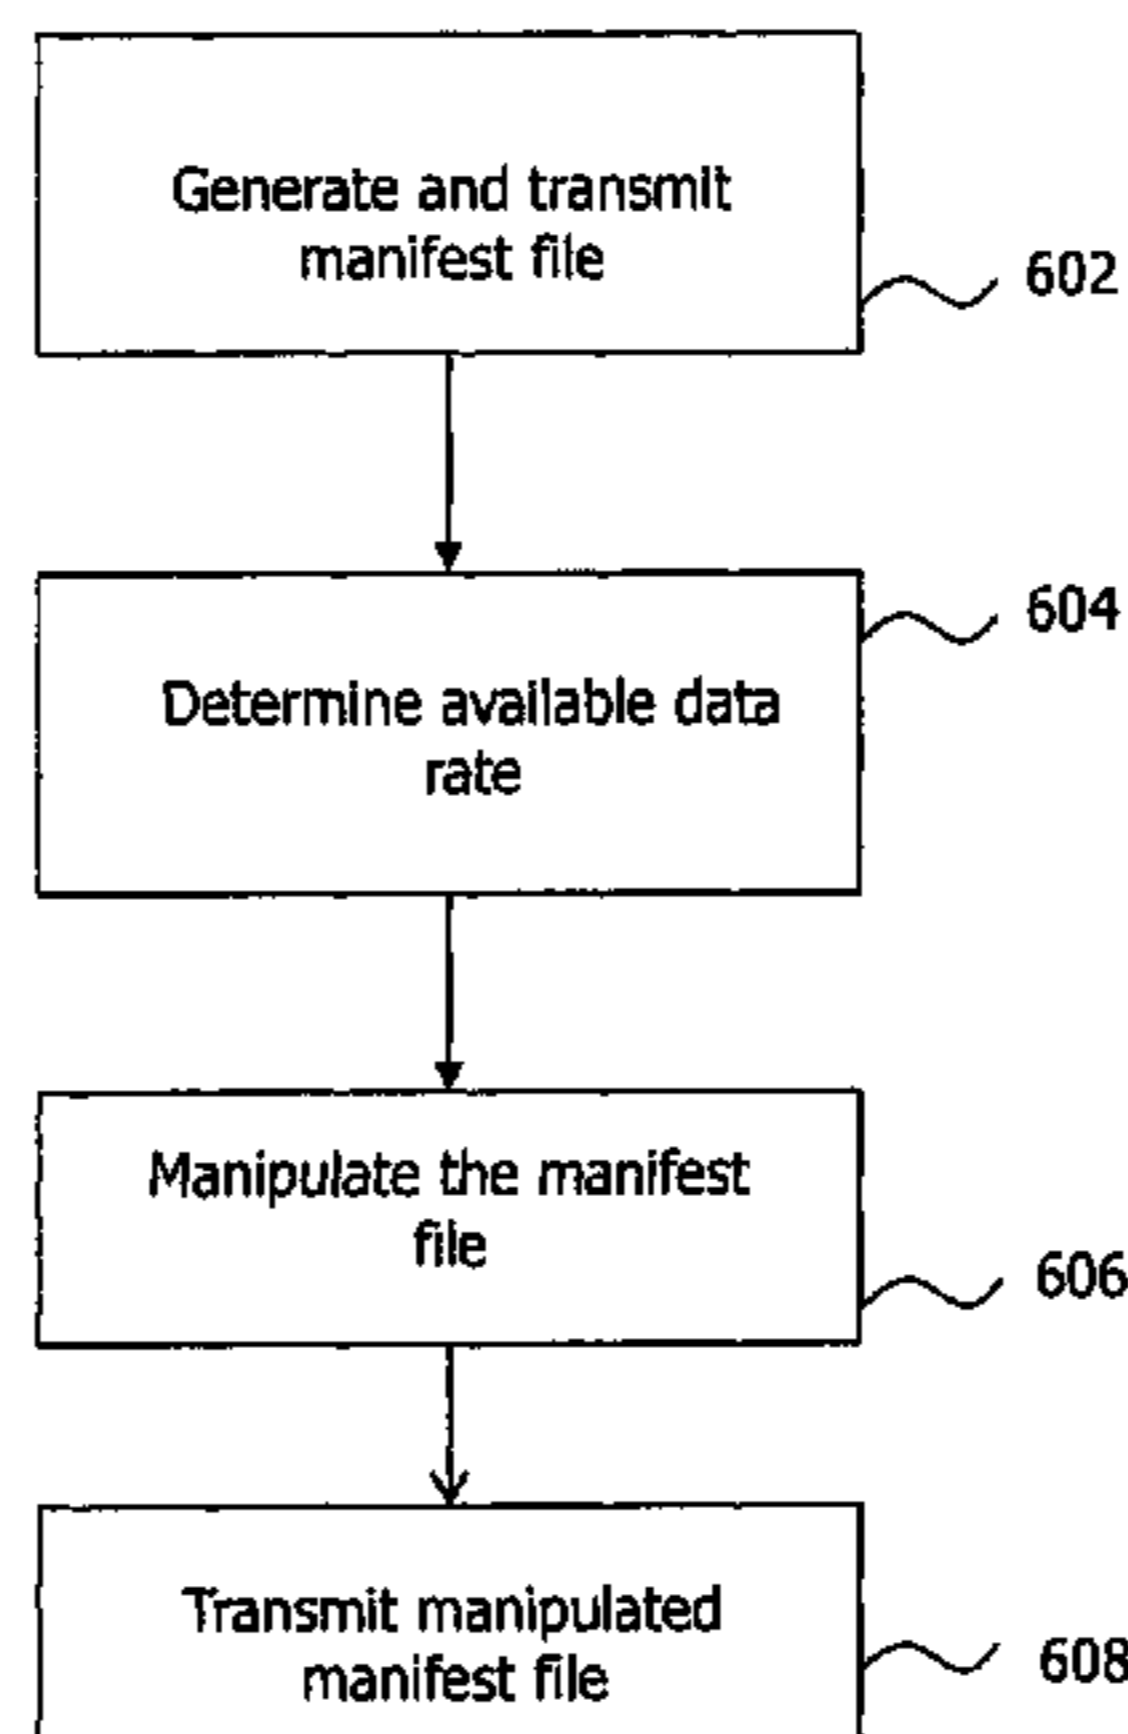 Generate and transmit
manifest file
602
604
Determine available data
rate
Manipulate the manifest
file
606
Transmit manipulated
manifest file
608